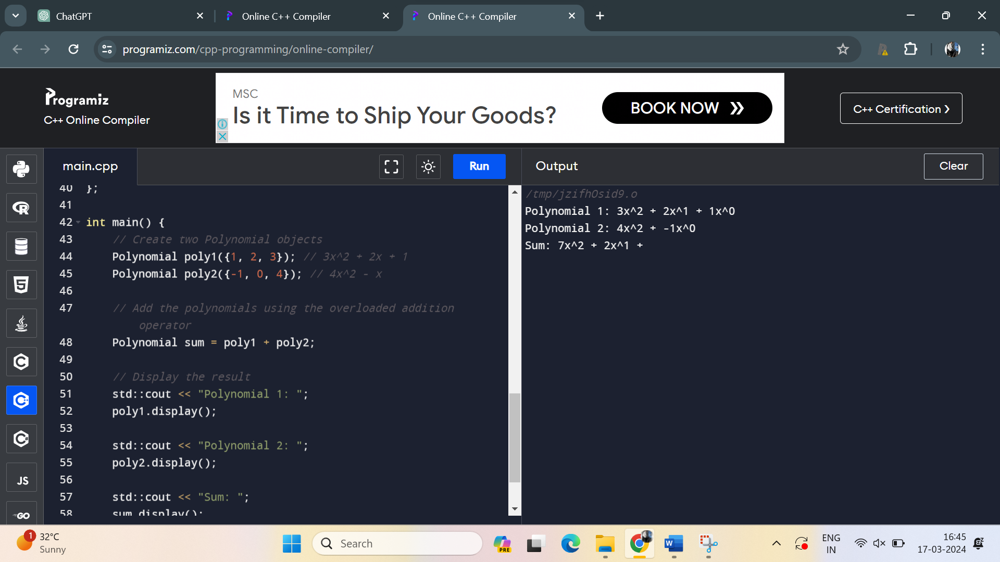 ChatGPT
Online C++ Compiler
Online C++ Compiler
programiz.com/cpp-programming/online-compiler/
Programiz
C++ Online Compiler
MSC
Is it Time to Ship Your Goods?
BOOK NOW
C++ Certification
main.cpp
Run
Output
Clear
40 };
41
42 int main() {
43 // Create two Polynomial objects
44 Polynomial poly1({1, 2, 3}); // 3x^2 + 2x + 1
45 Polynomial poly2({-1, 0, 4}); // 4x^2 - x
46
47 // Add the polynomials using the overloaded addition
operator
48 Polynomial sum = poly1 + poly2;
49
50 // Display the result
51 std::cout << "Polynomial 1: ";
52 poly1.display();
53
54 std::cout << "Polynomial 2: ";
55 poly2.display();
56
57 std::cout << "Sum: ";
58 sum.display();
/tmp/jzifhOsid9.o
Polynomial 1: 3x^2 + 2x^1 + 1x^0
Polynomial 2: 4x^2 + -1x^0
Sum: 7x^2 + 2x^1 +
R
5
C
C++
C#
JS
GO
1
32°C
Sunny
Search
PRE
W
ENG
IN
16:45
17-03-2024